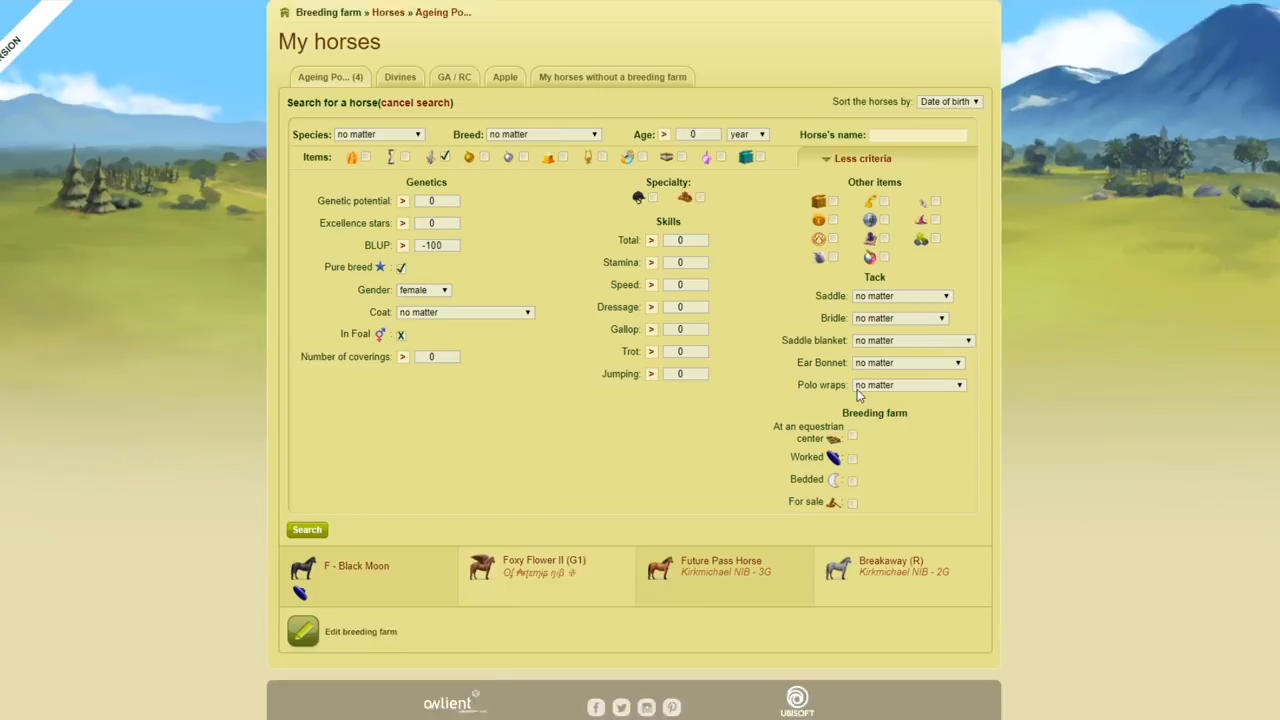 SION
Breeding farm » Horses » Ageing Po...
My horses
Ageing Po... (4) Divines GA / RC Apple My horses without a breeding farm
Search for a horse(cancel search) Sort the horses by: Date of birth
Species: no matter Breed: no matter Age: > 0 year Horse's name:
Items: Less criteria
Genetics Specialty: Other items
Genetic potential: > 0
Excellence stars: > 0 Skills
BLUP: > -100 Total: > 0
Pure breed : Stamina: > 0 Tack
Gender: female Speed: > 0 Saddle: no matter
Coat: no matter Dressage: > 0 Bridle: no matter
In Foal : X Gallop: > 0 Saddle blanket: no matter
Number of coverings: > 0 Trot: > 0 Ear Bonnet: no matter
Jumping: > 0 Polo wraps: no matter
Breeding farm
At an equestrian
center :
Worked :
Bedded :
For sale :
Search
F - Black Moon Foxy Flower II (G1) Future Pass Horse Breakaway (R)
Kirkmichael NIB - 3G Kirkmichael NIB - 2G
Edit breeding farm
owlient UBISOFT